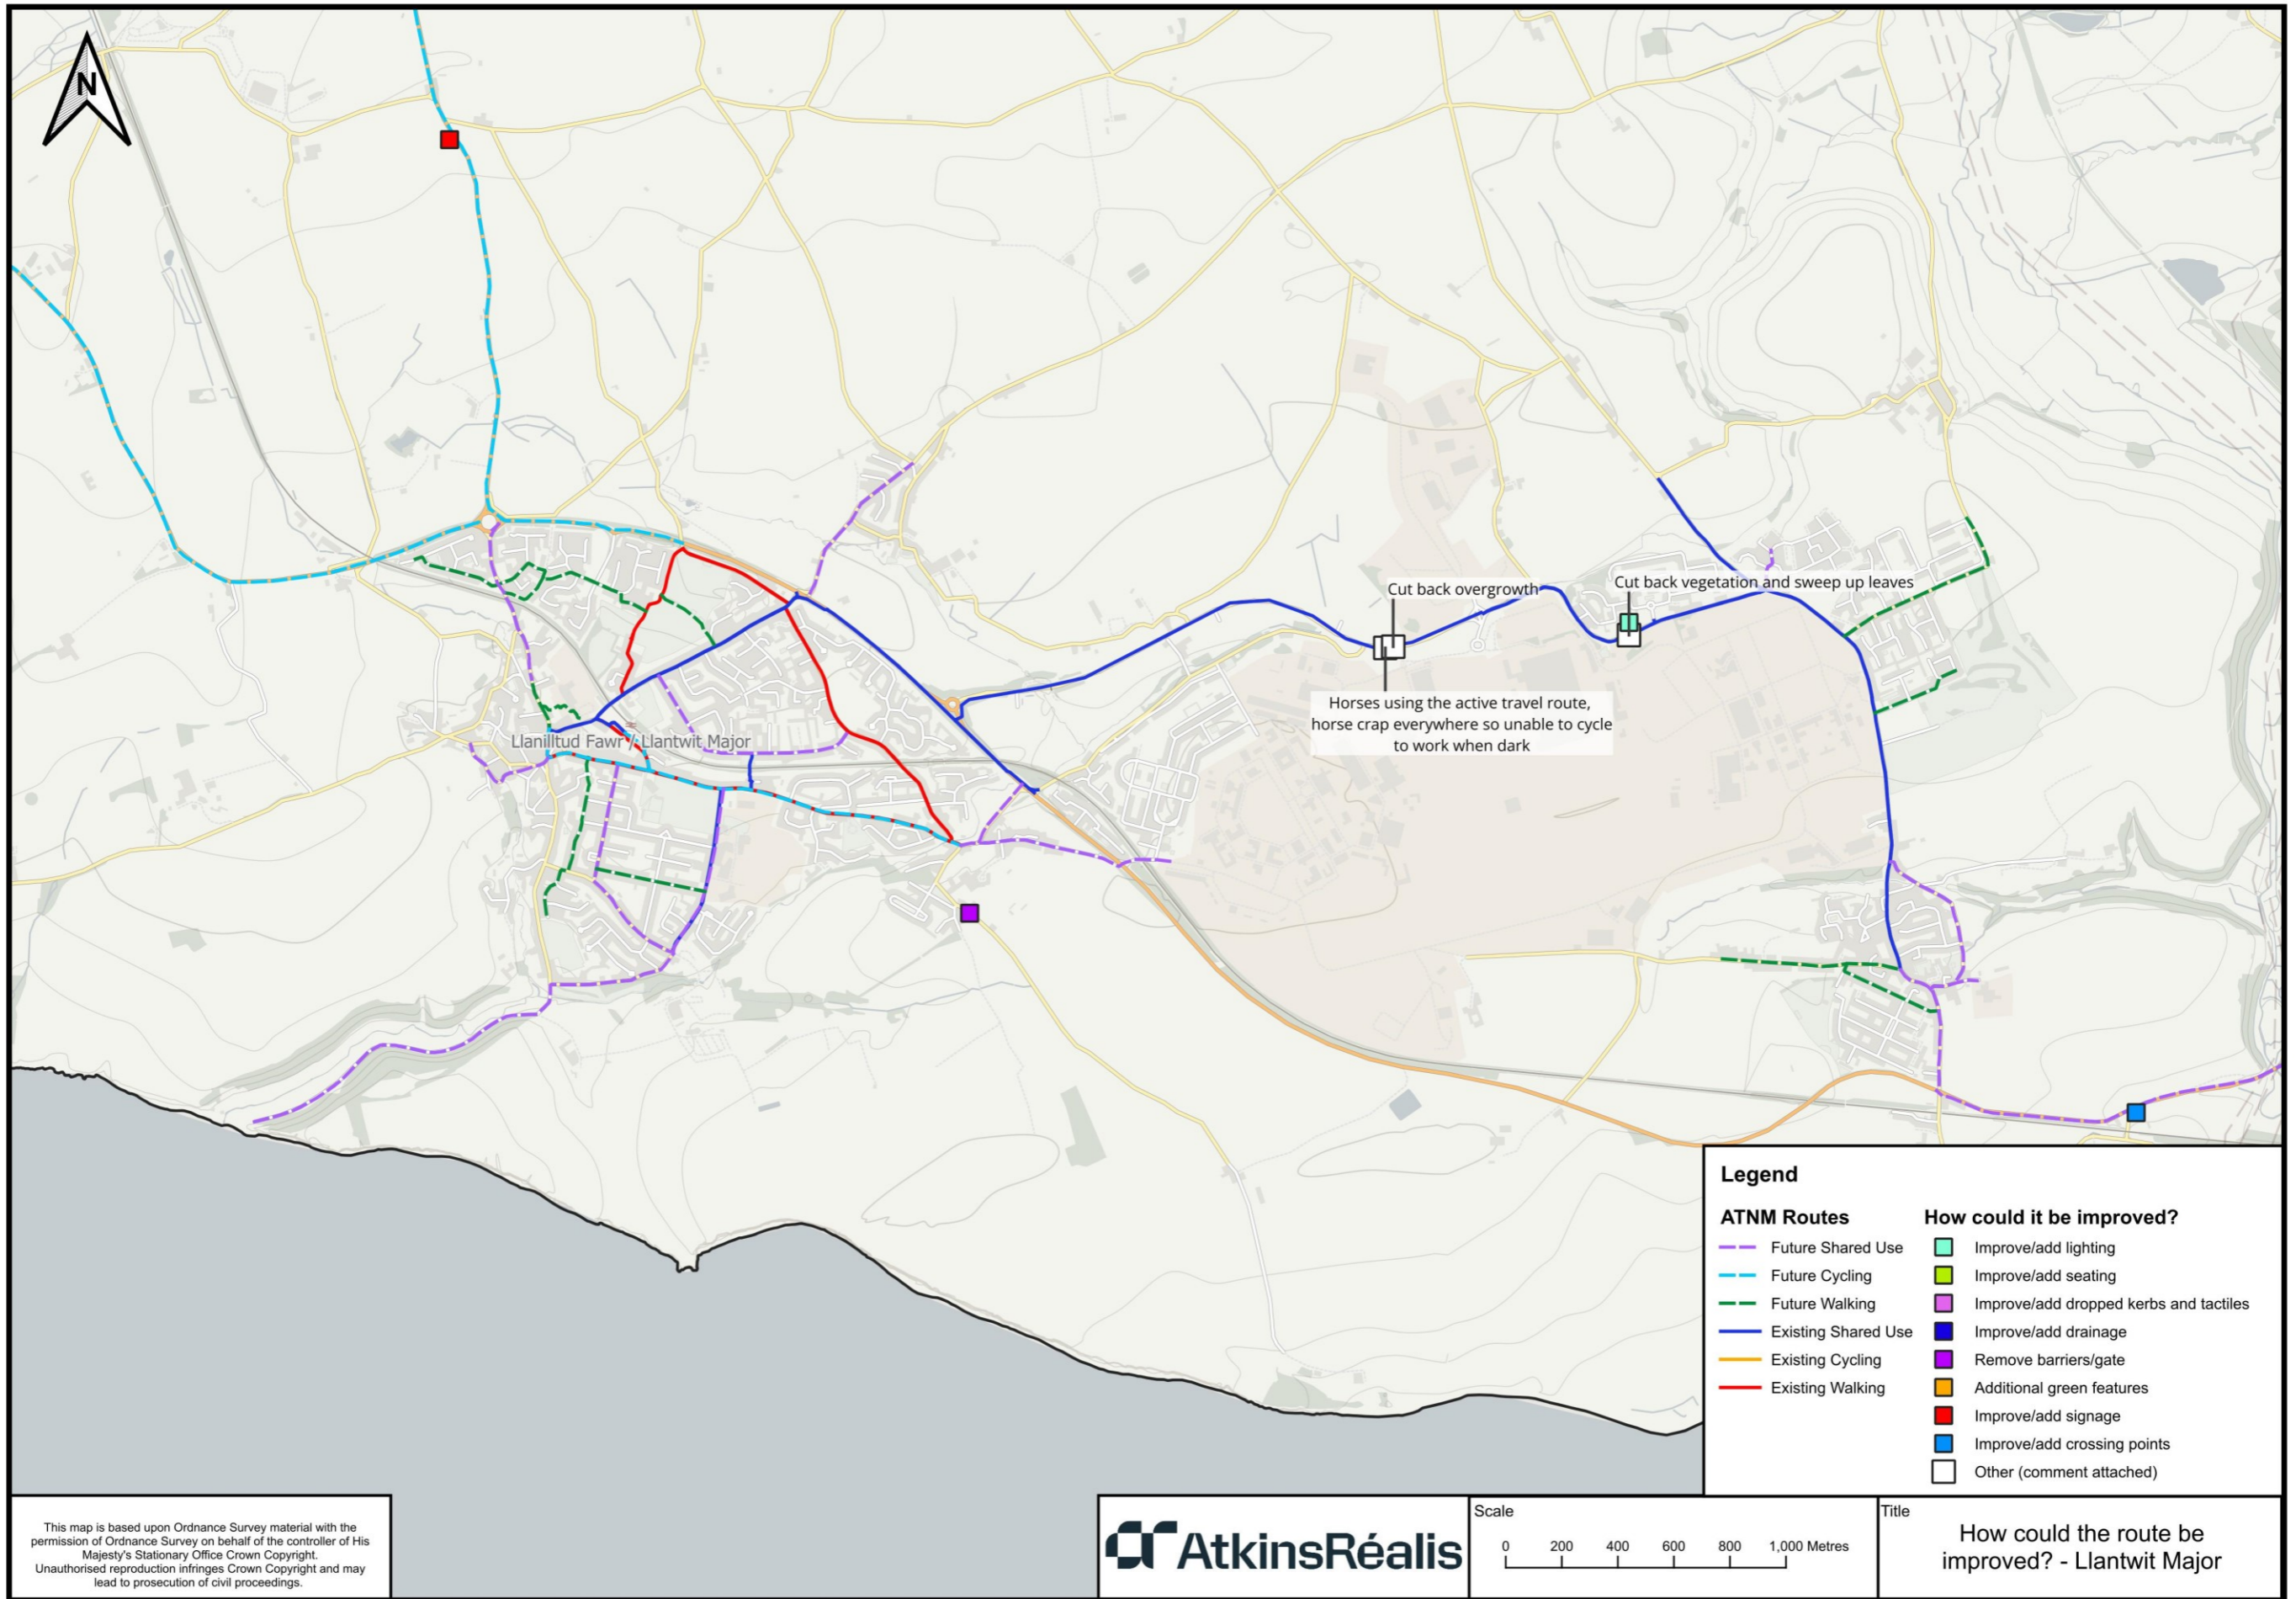 N
Cut back overgrowth
Cut back vegetation and sweep up leaves
Horses using the active travel route,
horse crap everywhere so unable to cycle
to work when dark
Llanilltud Fawr / Llantwit Major
Legend
ATNM Routes
Future Shared Use
Future Cycling
Future Walking
Existing Shared Use
Existing Cycling
Existing Walking
How could it be improved?
Improve/add lighting
Improve/add seating
Improve/add dropped kerbs and tactiles
Improve/add drainage
Remove barriers/gate
Additional green features
Improve/add signage
Improve/add crossing points
Other (comment attached)
This map is based upon Ordnance Survey material with the
permission of Ordnance Survey on behalf of the controller of His
Majesty's Stationary Office Crown Copyright.
Unauthorised reproduction infringes Crown Copyright and may
lead to prosecution of civil proceedings.
AtkinsRéalis
Scale
0 200 400 600 800 1,000 Metres
Title
How could the route be
improved? - Llantwit Major